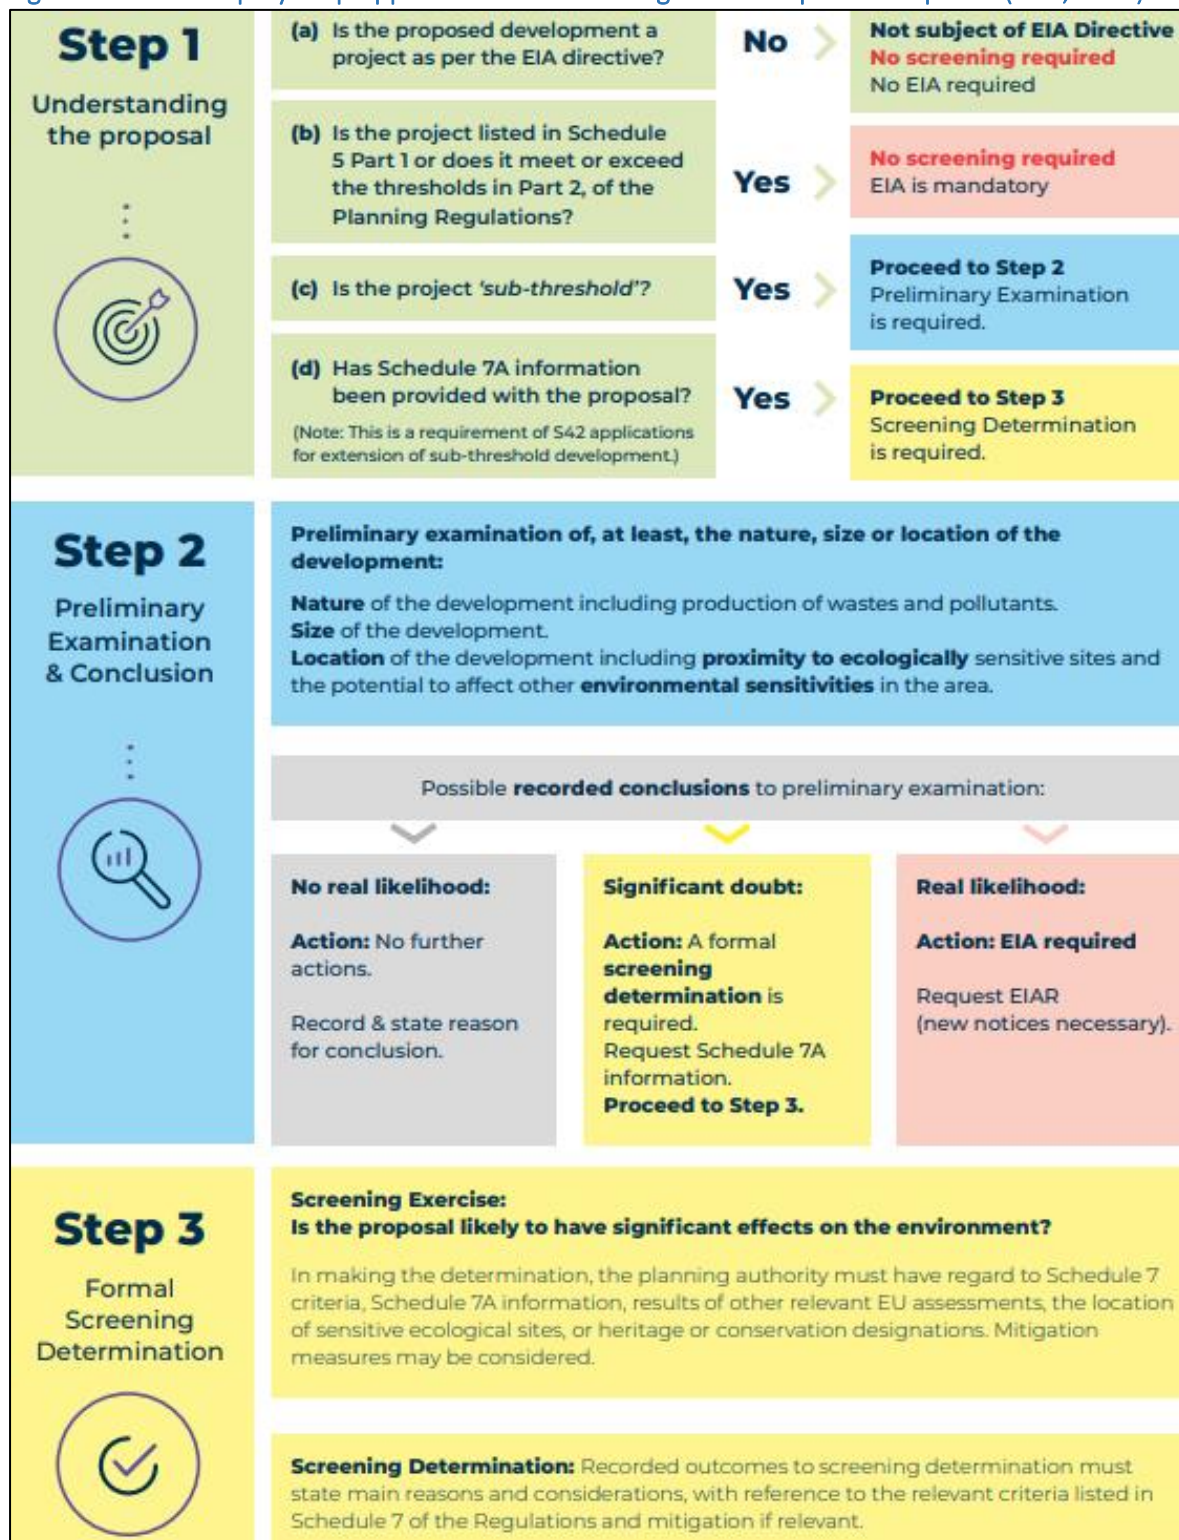 Step 1
Understanding
the proposal
(a) Is the proposed development a
project as per the EIA directive?
No
Not subject of EIA Directive
No screening required
No EIA required
(b) Is the project listed in Schedule
5 Part 1 or does it meet or exceed
the thresholds in Part 2, of the
Planning Regulations?
Yes
No screening required
EIA is mandatory
(c) Is the project ‘sub-threshold’?
Yes
Proceed to Step 2
Preliminary Examination
is required.
(d) Has Schedule 7A information
been provided with the proposal?
(Note: This is a requirement of S42 applications
for extension of sub-threshold development.)
Yes
Proceed to Step 3
Screening Determination
is required.
Step 2
Preliminary
Examination
& Conclusion
Preliminary examination of, at least, the nature, size or location of the
development:
Nature of the development including production of wastes and pollutants.
Size of the development.
Location of the development including proximity to ecologically sensitive sites and
the potential to affect other environmental sensitivities in the area.
Possible recorded conclusions to preliminary examination:
No real likelihood:
Action: No further
actions.
Record & state reason
for conclusion.
Significant doubt:
Action: A formal
screening
determination is
required.
Request Schedule 7A
information.
Proceed to Step 3.
Real likelihood:
Action: EIA required
Request EIAR
(new notices necessary).
Step 3
Formal
Screening
Determination
Screening Exercise:
Is the proposal likely to have significant effects on the environment?
In making the determination, the planning authority must have regard to Schedule 7
criteria, Schedule 7A information, results of other relevant EU assessments, the location
of sensitive ecological sites, or heritage or conservation designations. Mitigation
measures may be considered.
Screening Determination: Recorded outcomes to screening determination must
state main reasons and considerations, with reference to the relevant criteria listed in
Schedule 7 of the Regulations and mitigation if relevant.